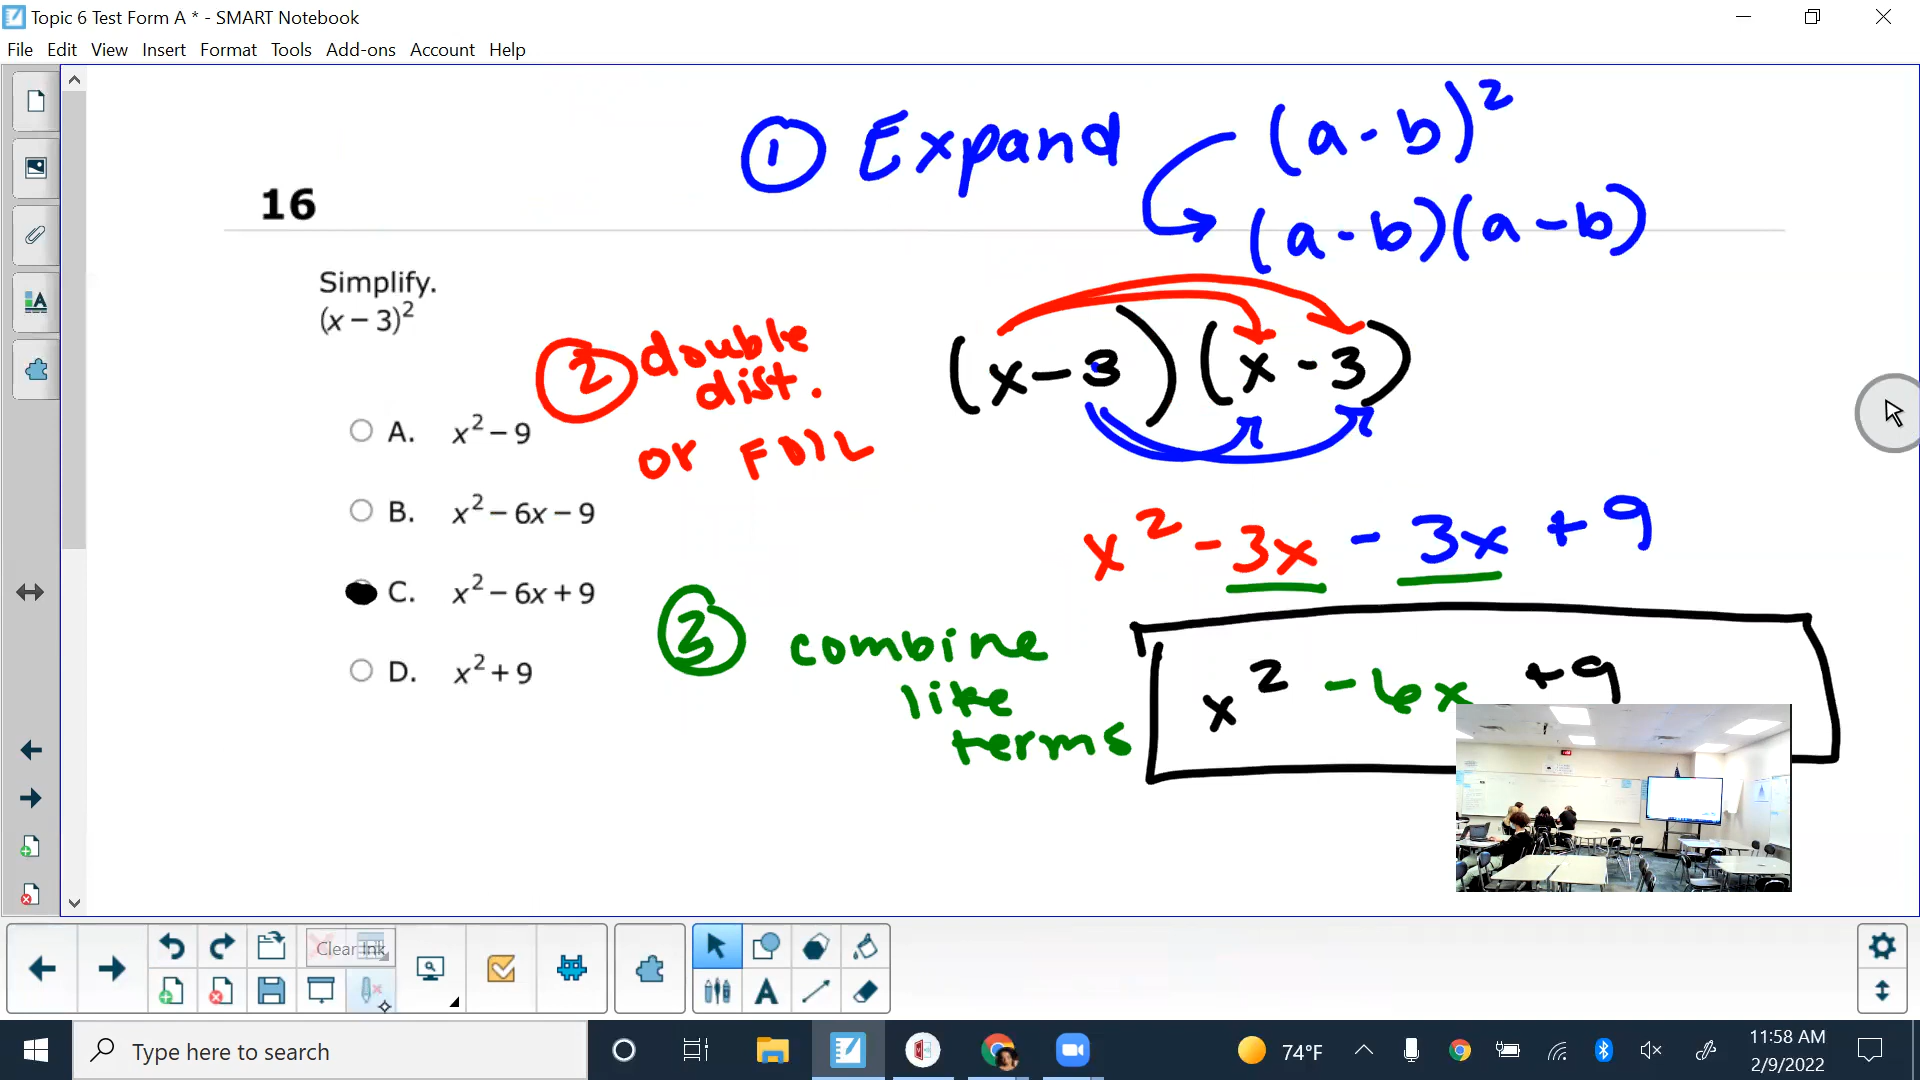 Topic 6 Test Form A * - SMART Notebook
File Edit View Insert Format Tools Add-ons Account Help
① Expand (a-b)²
(a-b)(a-b)
16
Simplify.
(x – 3)²
② double
dist.
or FOIL
(x-3)(x-3)
A. x² – 9
B. x² – 6x – 9
C. x² – 6x + 9
D. x² + 9
x² - 3x - 3x + 9
③ combine
like
terms
x² - 6x + 9
Clear Ink
Type here to search
74°F
11:58 AM
2/9/2022